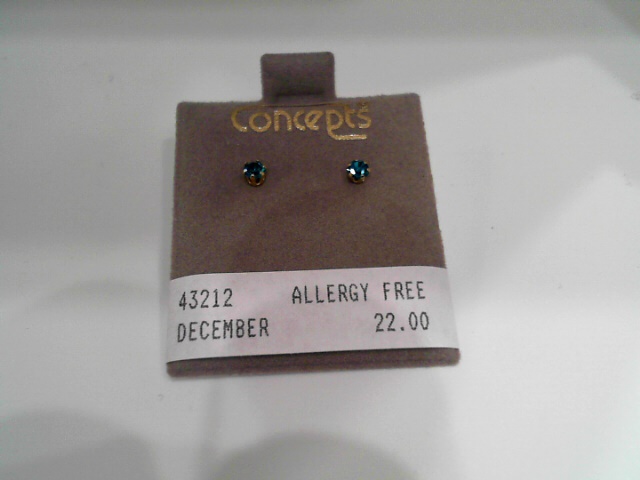 concepts
43212 ALLERGY FREE
DECEMBER 22.00